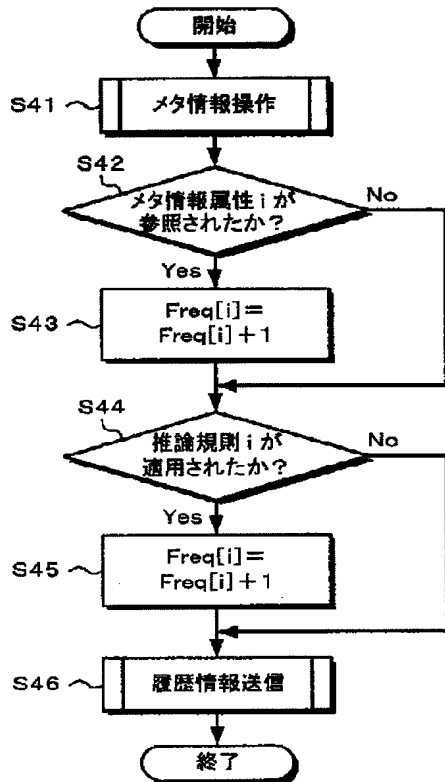 開始
S41
メタ情報操作
S42
メタ情報属性iが
参照されたか?
No
Yes
S43
Freq[i]=
Freq[i]+1
S44
推論規則iが
適用されたか?
No
Yes
S45
Freq[i]=
Freq[i]+1
S46
履歴情報送信
終了